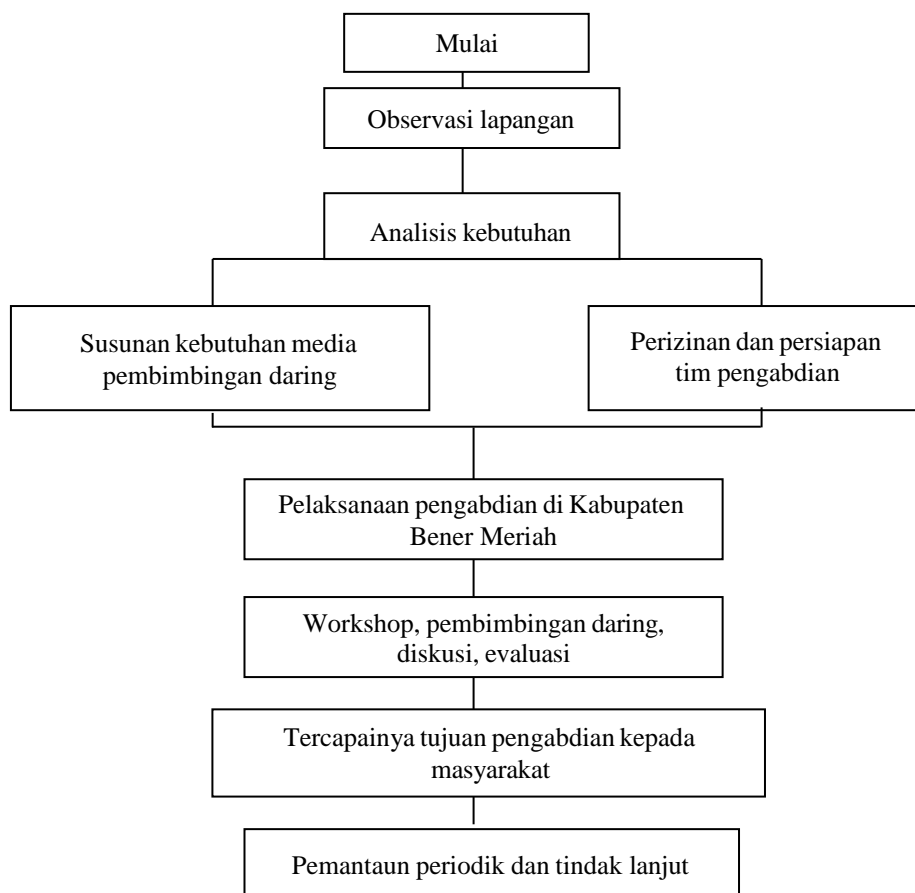 Mulai
Observasi lapangan
Analisis kebutuhan
Susunan kebutuhan media
pembimbingan daring
Perizinan dan persiapan
tim pengabdian
Pelaksanaan pengabdian di Kabupaten
Bener Meriah
Workshop, pembimbingan daring,
diskusi, evaluasi
Tercapainya tujuan pengabdian kepada
masyarakat
Pemantaun periodik dan tindak lanjut